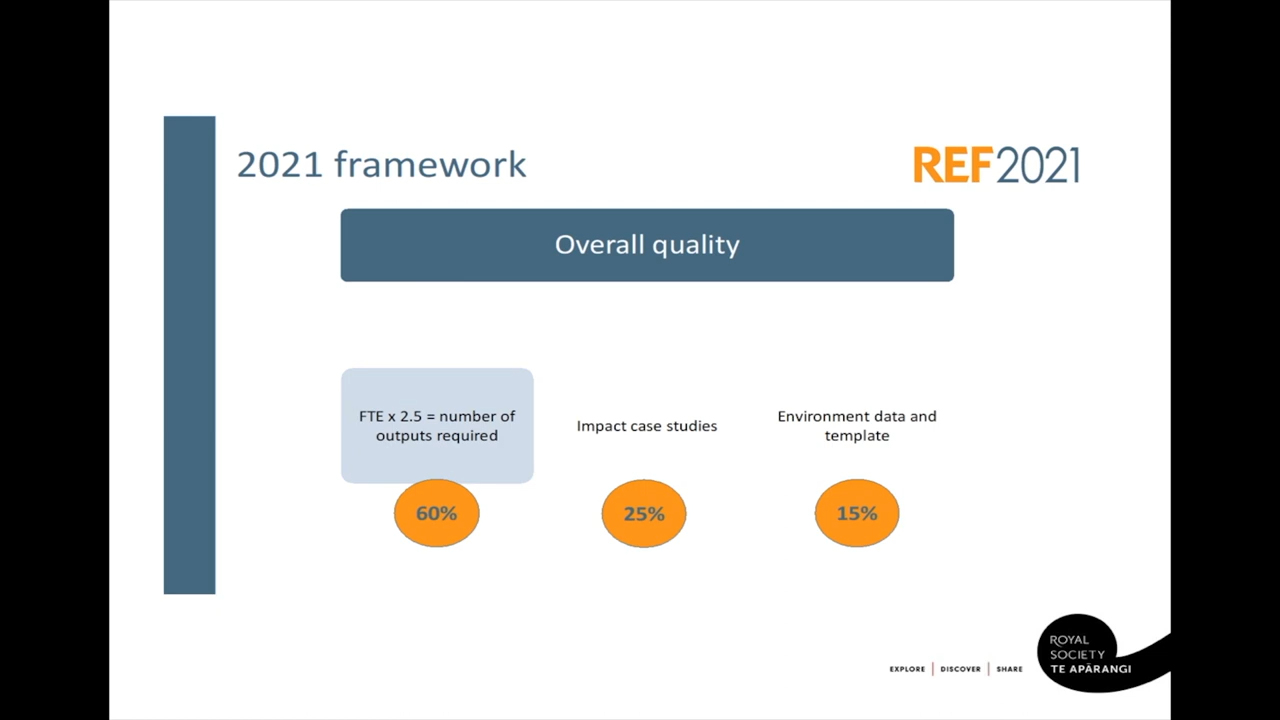 2021 framework
REF2021
Overall quality
FTE x 2.5 = number of
outputs required
Impact case studies
Environment data and
template
60%
25%
15%
EXPLORE | DISCOVER | SHARE
ROYAL
SOCIETY
TE APĀRANGI